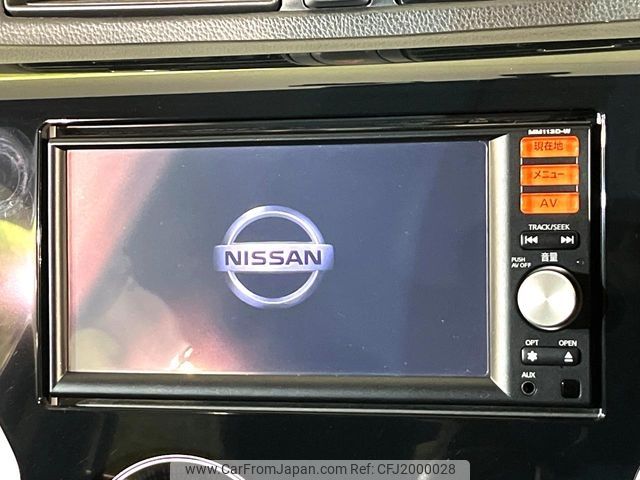 MM113D-W
現在地
メニュー
AV
TRACK/SEEK
PUSH
AV OFF
音量
NISSAN
OPT
OPEN
AUX
www.CarFromJapan.com | Ref: CFJ2000028